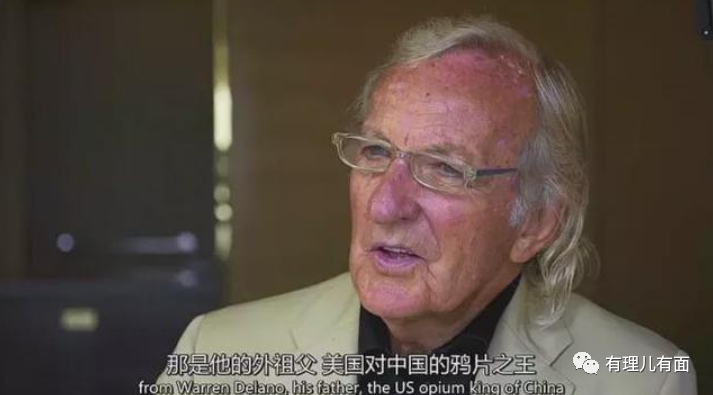 那是他的外祖父 美国对中国的鸦片之王
from Warren Delano, his father, the US opium king of China
有理儿有面